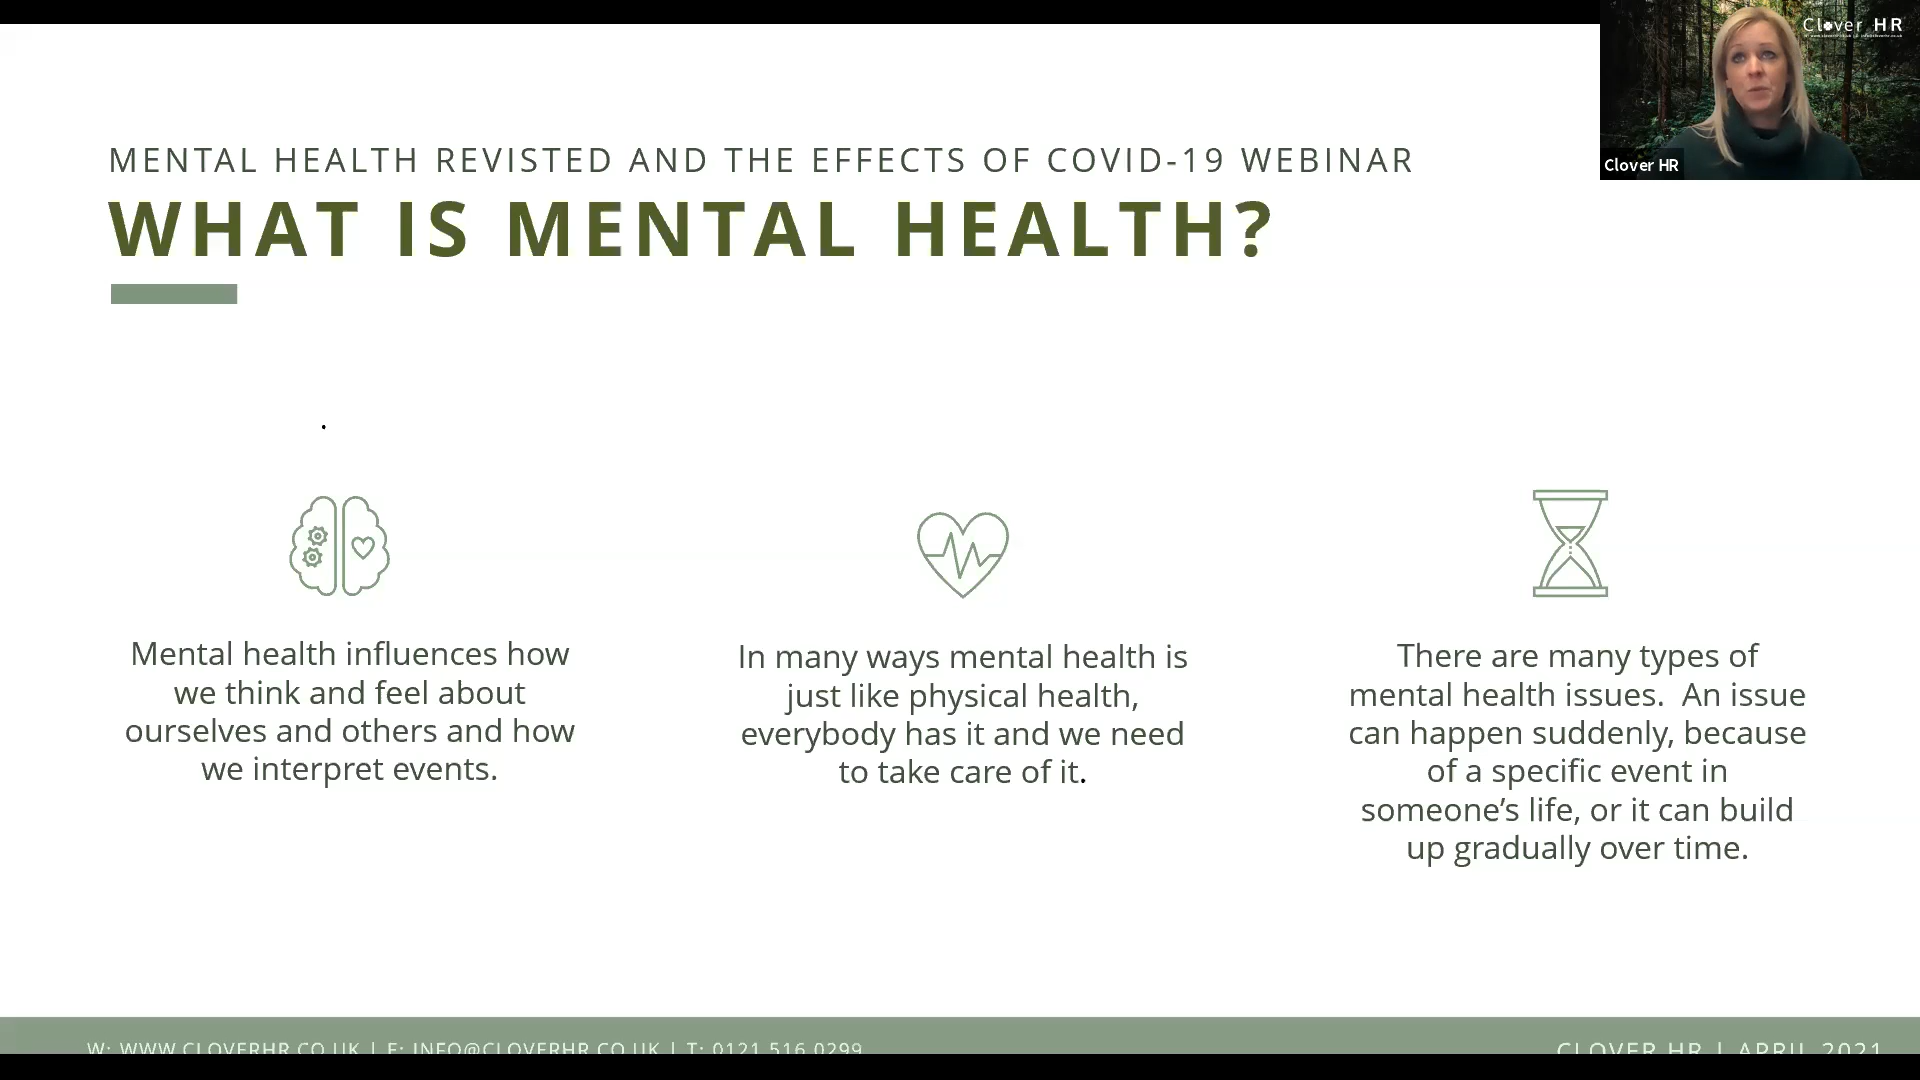 Clover HR
Clover HR
MENTAL HEALTH REVISTED AND THE EFFECTS OF COVID-19 WEBINAR
WHAT IS MENTAL HEALTH?
.
Mental health influences how
we think and feel about
ourselves and others and how
we interpret events.
In many ways mental health is
just like physical health,
everybody has it and we need
to take care of it.
There are many types of
mental health issues.  An issue
can happen suddenly, because
of a specific event in
someone’s life, or it can build
up gradually over time.
W: WWW.CLOVERHR.CO.UK | E: INFO@CLOVERHR.CO.UK | T: 0121 516 0299
CLOVER HR | APRIL 2021